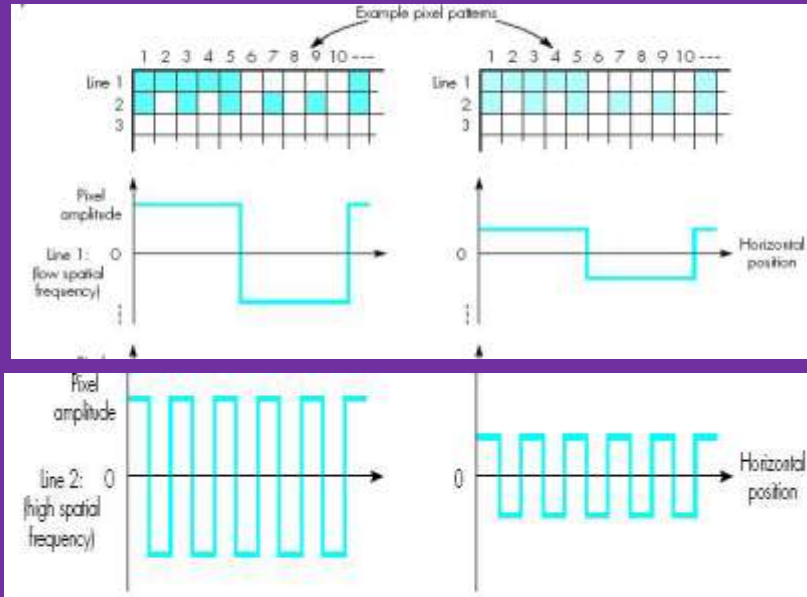 Example pixel patterns
1 2 3 4 5 6 7 8 9 10 ---
1 2 3 4 5 6 7 8 9 10 ---
Line 1
2
3
Line 1
2
3
Pixel
amplitude
Line 1: 0
(low spatial
frequency)
0
Horizontal
position
Pixel
amplitude
Line 2: 0
(high spatial
frequency)
0
Horizontal
position